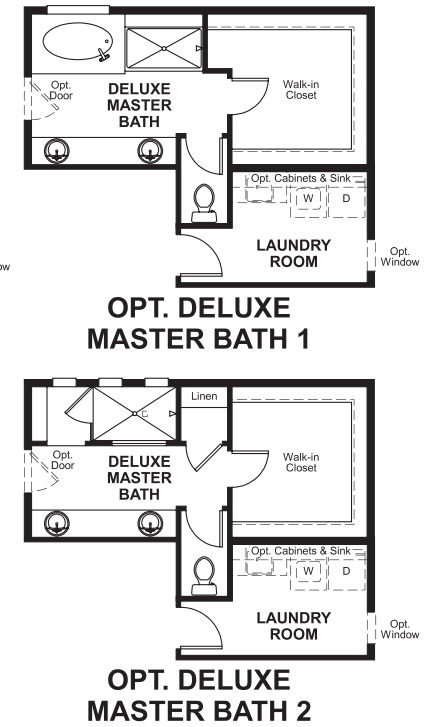 Opt.
Door
DELUXE
MASTER
BATH
Walk-in
Closet
Opt. Cabinets & Sink
W
D
LAUNDRY
ROOM
Opt.
Window
OPT. DELUXE
MASTER BATH 1
Linen
Opt.
Door
DELUXE
MASTER
BATH
Walk-in
Closet
Opt. Cabinets & Sink
W
D
LAUNDRY
ROOM
Opt.
Window
OPT. DELUXE
MASTER BATH 2